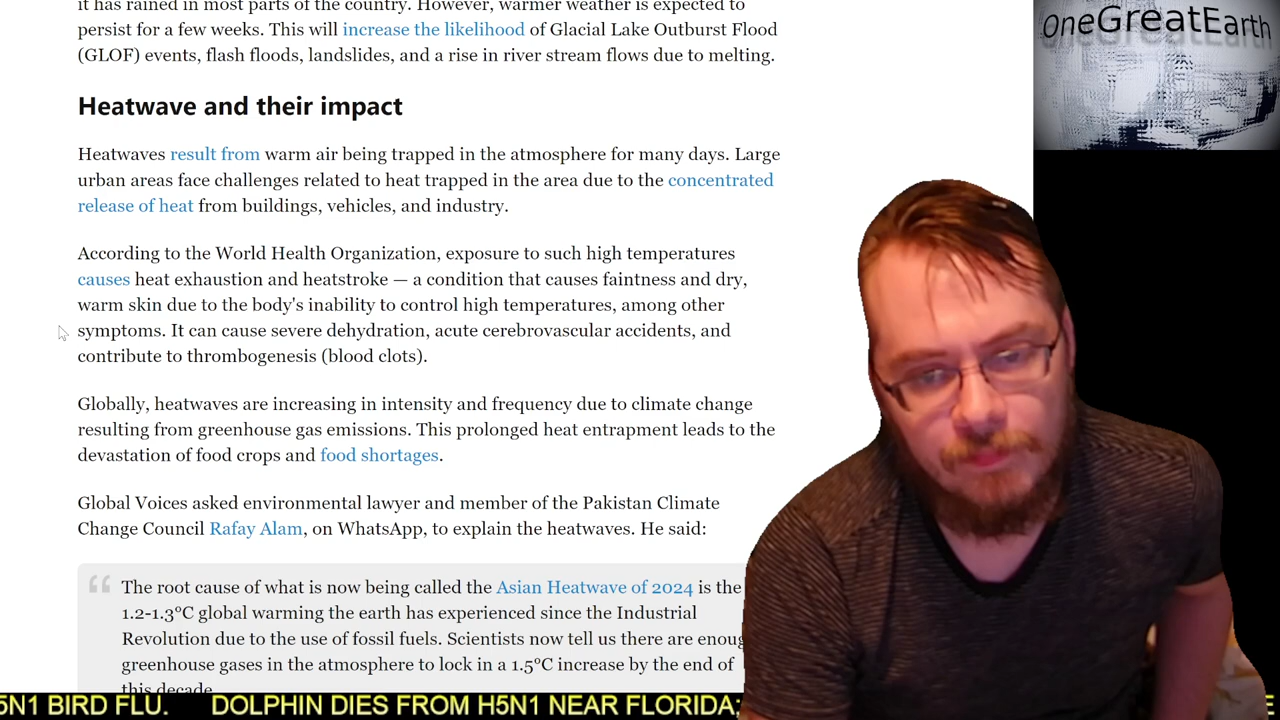 it has rained in most parts of the country. However, warmer weather is expected to
persist for a few weeks. This will increase the likelihood of Glacial Lake Outburst Flood
(GLOF) events, flash floods, landslides, and a rise in river stream flows due to melting.
Heatwave and their impact
Heatwaves result from warm air being trapped in the atmosphere for many days. Large
urban areas face challenges related to heat trapped in the area due to the concentrated
release of heat from buildings, vehicles, and industry.
According to the World Health Organization, exposure to such high temperatures
causes heat exhaustion and heatstroke — a condition that causes faintness and dry,
warm skin due to the body's inability to control high temperatures, among other
symptoms. It can cause severe dehydration, acute cerebrovascular accidents, and
contribute to thrombogenesis (blood clots).
Globally, heatwaves are increasing in intensity and frequency due to climate change
resulting from greenhouse gas emissions. This prolonged heat entrapment leads to the
devastation of food crops and food shortages.
Global Voices asked environmental lawyer and member of the Pakistan Climate
Change Council Rafay Alam, on WhatsApp, to explain the heatwaves. He said:
The root cause of what is now being called the Asian Heatwave of 2024 is the
1.2-1.3°C global warming the earth has experienced since the Industrial
Revolution due to the use of fossil fuels. Scientists now tell us there are
greenhouse gases in the atmosphere to lock in a 1.5°C increase by the end of
this decade
OneGreatEarth
5N1 BIRD FLU. DOLPHIN DIES FROM H5N1 NEAR FLORIDA;